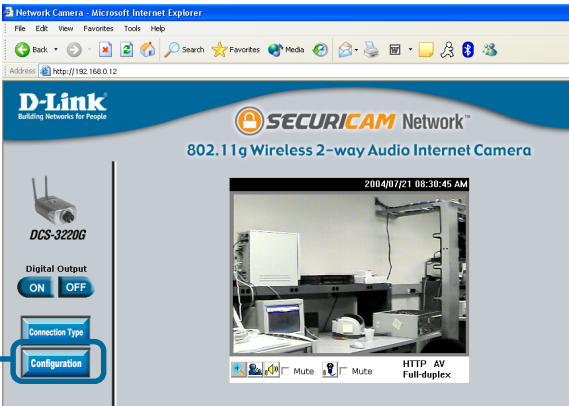 Network Camera - Microsoft Internet Explorer
File Edit View Favorites Tools Help
Back Search Favorites Media
Address http://192.168.0.12
D-Link
Building Networks for People
SECURICAM Network™
802.11g Wireless 2-way Audio Internet Camera
2004/07/21 08:30:45 AM
DCS-3220G
Digital Output
ON OFF
Connection Type
Configuration
Mute Mute HTTP AV
Full-duplex